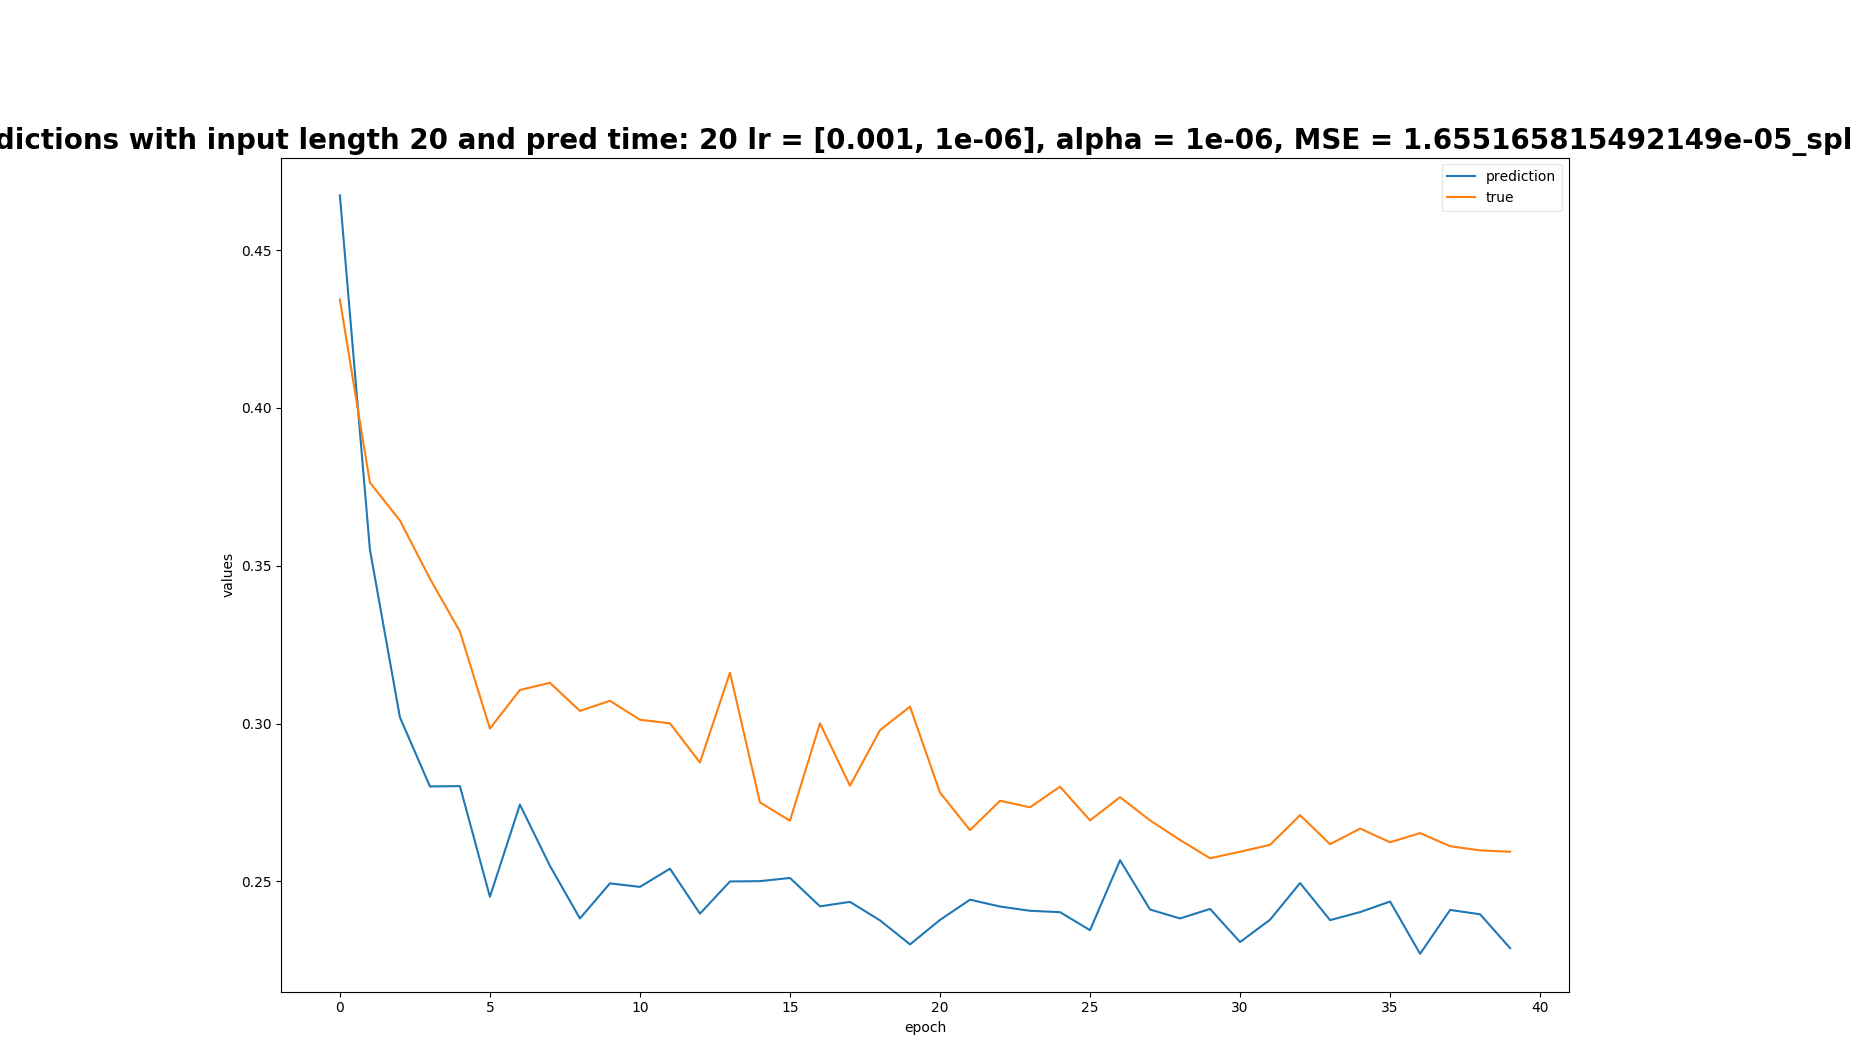 dictions with input length 20 and pred time: 20 lr = [0.001, 1e-06], alpha = 1e-06, MSE = 1.655165815492149e-05_spl
prediction
true
0.45
0.40
0.35
0.30
0.25
values
0 5 10 15 20 25 30 35 40
epoch